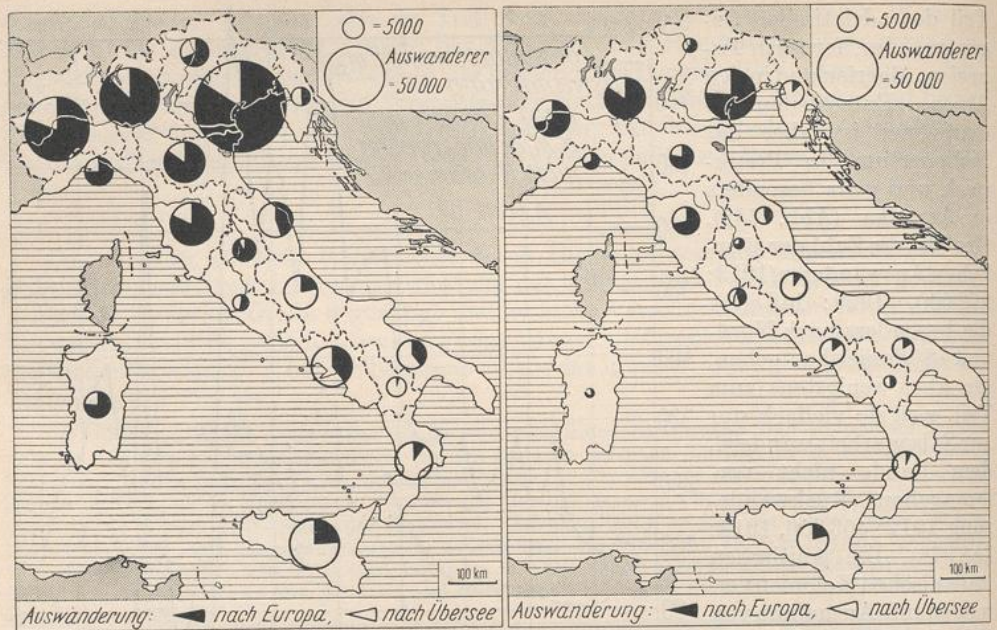 = 5000
Auswanderer
= 50 000
100 km
Auswanderung: nach Europa, nach Übersee
= 5000
Auswanderer
= 50 000
100 km
Auswanderung: nach Europa, nach Übersee